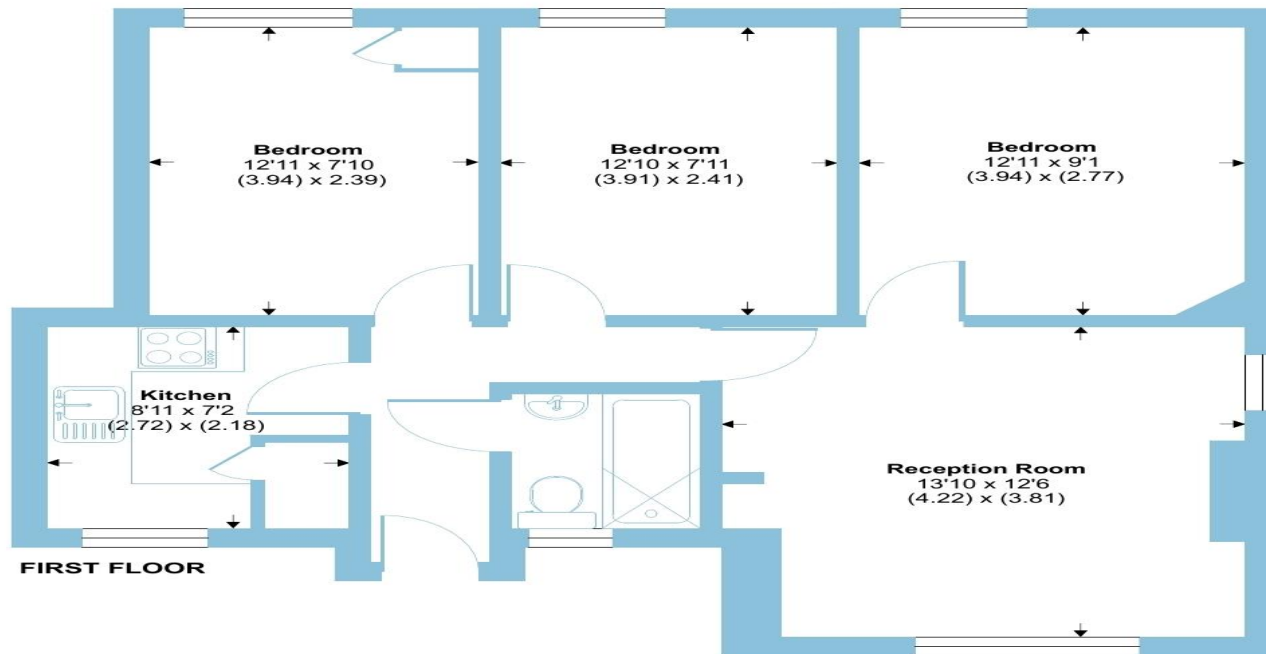 Bedroom
12'11 x 7'10
(3.94) x 2.39)
Bedroom
12'10 x 7'11
(3.91) x 2.41)
Bedroom
12'11 x 9'1
(3.94) x (2.77)
Kitchen
8'11 x 7'2
(2.72) x (2.18)
Reception Room
13'10 x 12'6
(4.22) x (3.81)
FIRST FLOOR